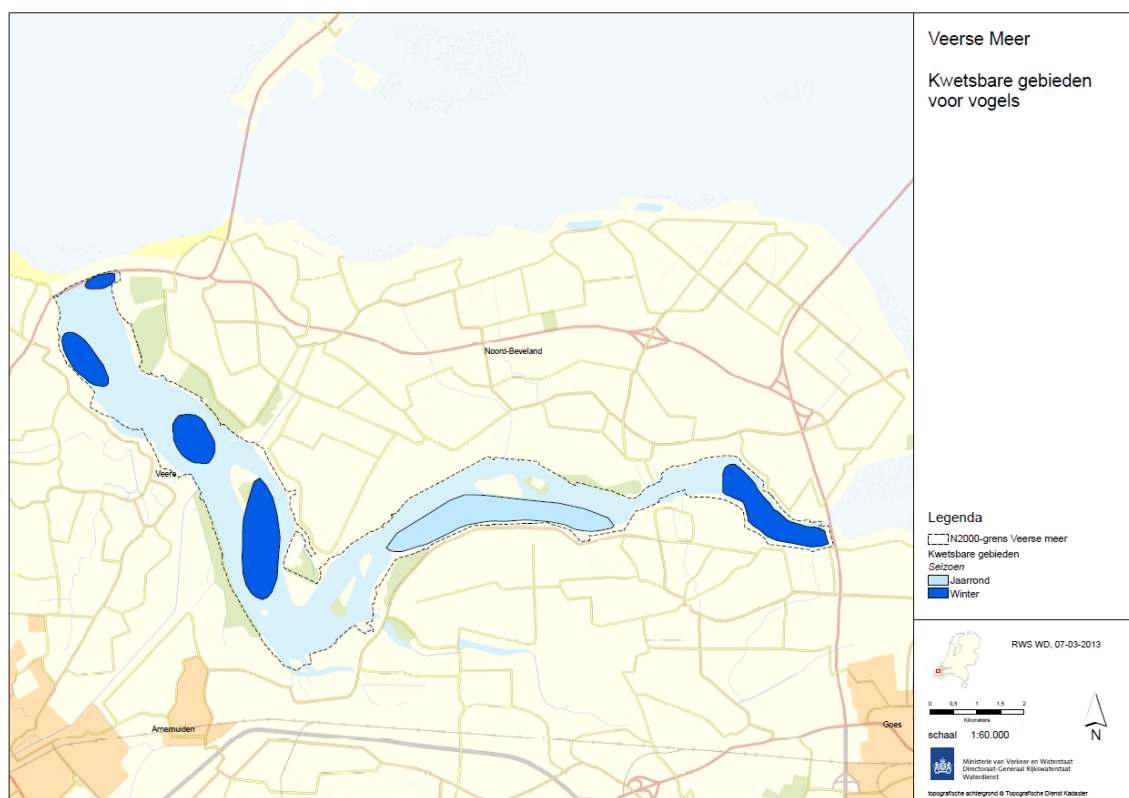 Veerse Meer
Kwetsbare gebieden
voor vogels
Noord-Beveland
Veere
Arnemuiden
Goes
Legenda
N2000-grens Veerse meer
Kwetsbare gebieden
Seizoen
Jaarrond
Winter
RWS WD, 07-03-2013
0 0,5 1 1,5 2
Kilometers
schaal 1:60.000
N
Ministerie van Verkeer en Waterstaat
Directoraat-Generaal Rijkswaterstaat
Waterdienst
topografische achtergrond © Topografische Dienst Kadaster